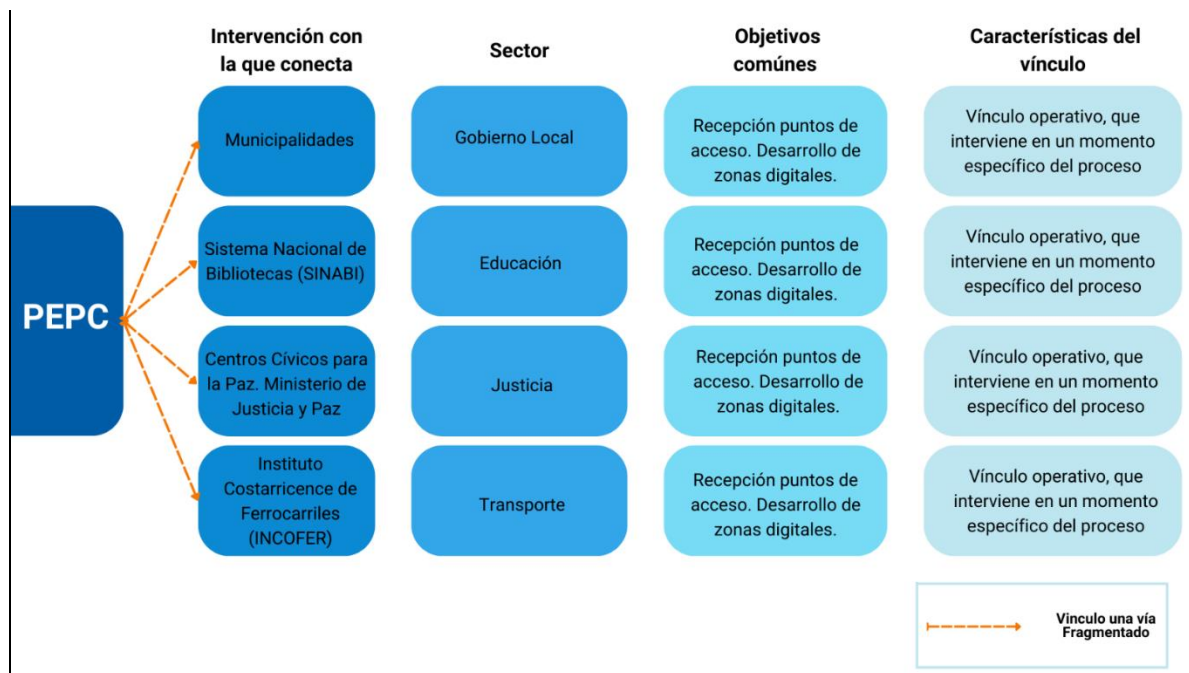 Intervención con
la que conecta
Sector
Objetivos
comúnes
Características del
vínculo
PEPC
Municipalidades
Gobierno Local
Recepción puntos de
acceso. Desarrollo de
zonas digitales.
Vínculo operativo, que
interviene en un momento
específico del proceso
Sistema Nacional de
Bibliotecas (SINABI)
Educación
Recepción puntos de
acceso. Desarrollo de
zonas digitales.
Vínculo operativo, que
interviene en un momento
específico del proceso
Centros Cívicos para
la Paz. Ministerio de
Justicia y Paz
Justicia
Recepción puntos de
acceso. Desarrollo de
zonas digitales.
Vínculo operativo, que
interviene en un momento
específico del proceso
Instituto
Costarricence de
Ferrocarriles
(INCOFER)
Transporte
Recepción puntos de
acceso. Desarrollo de
zonas digitales.
Vínculo operativo, que
interviene en un momento
específico del proceso
Vinculo una vía
Fragmentado